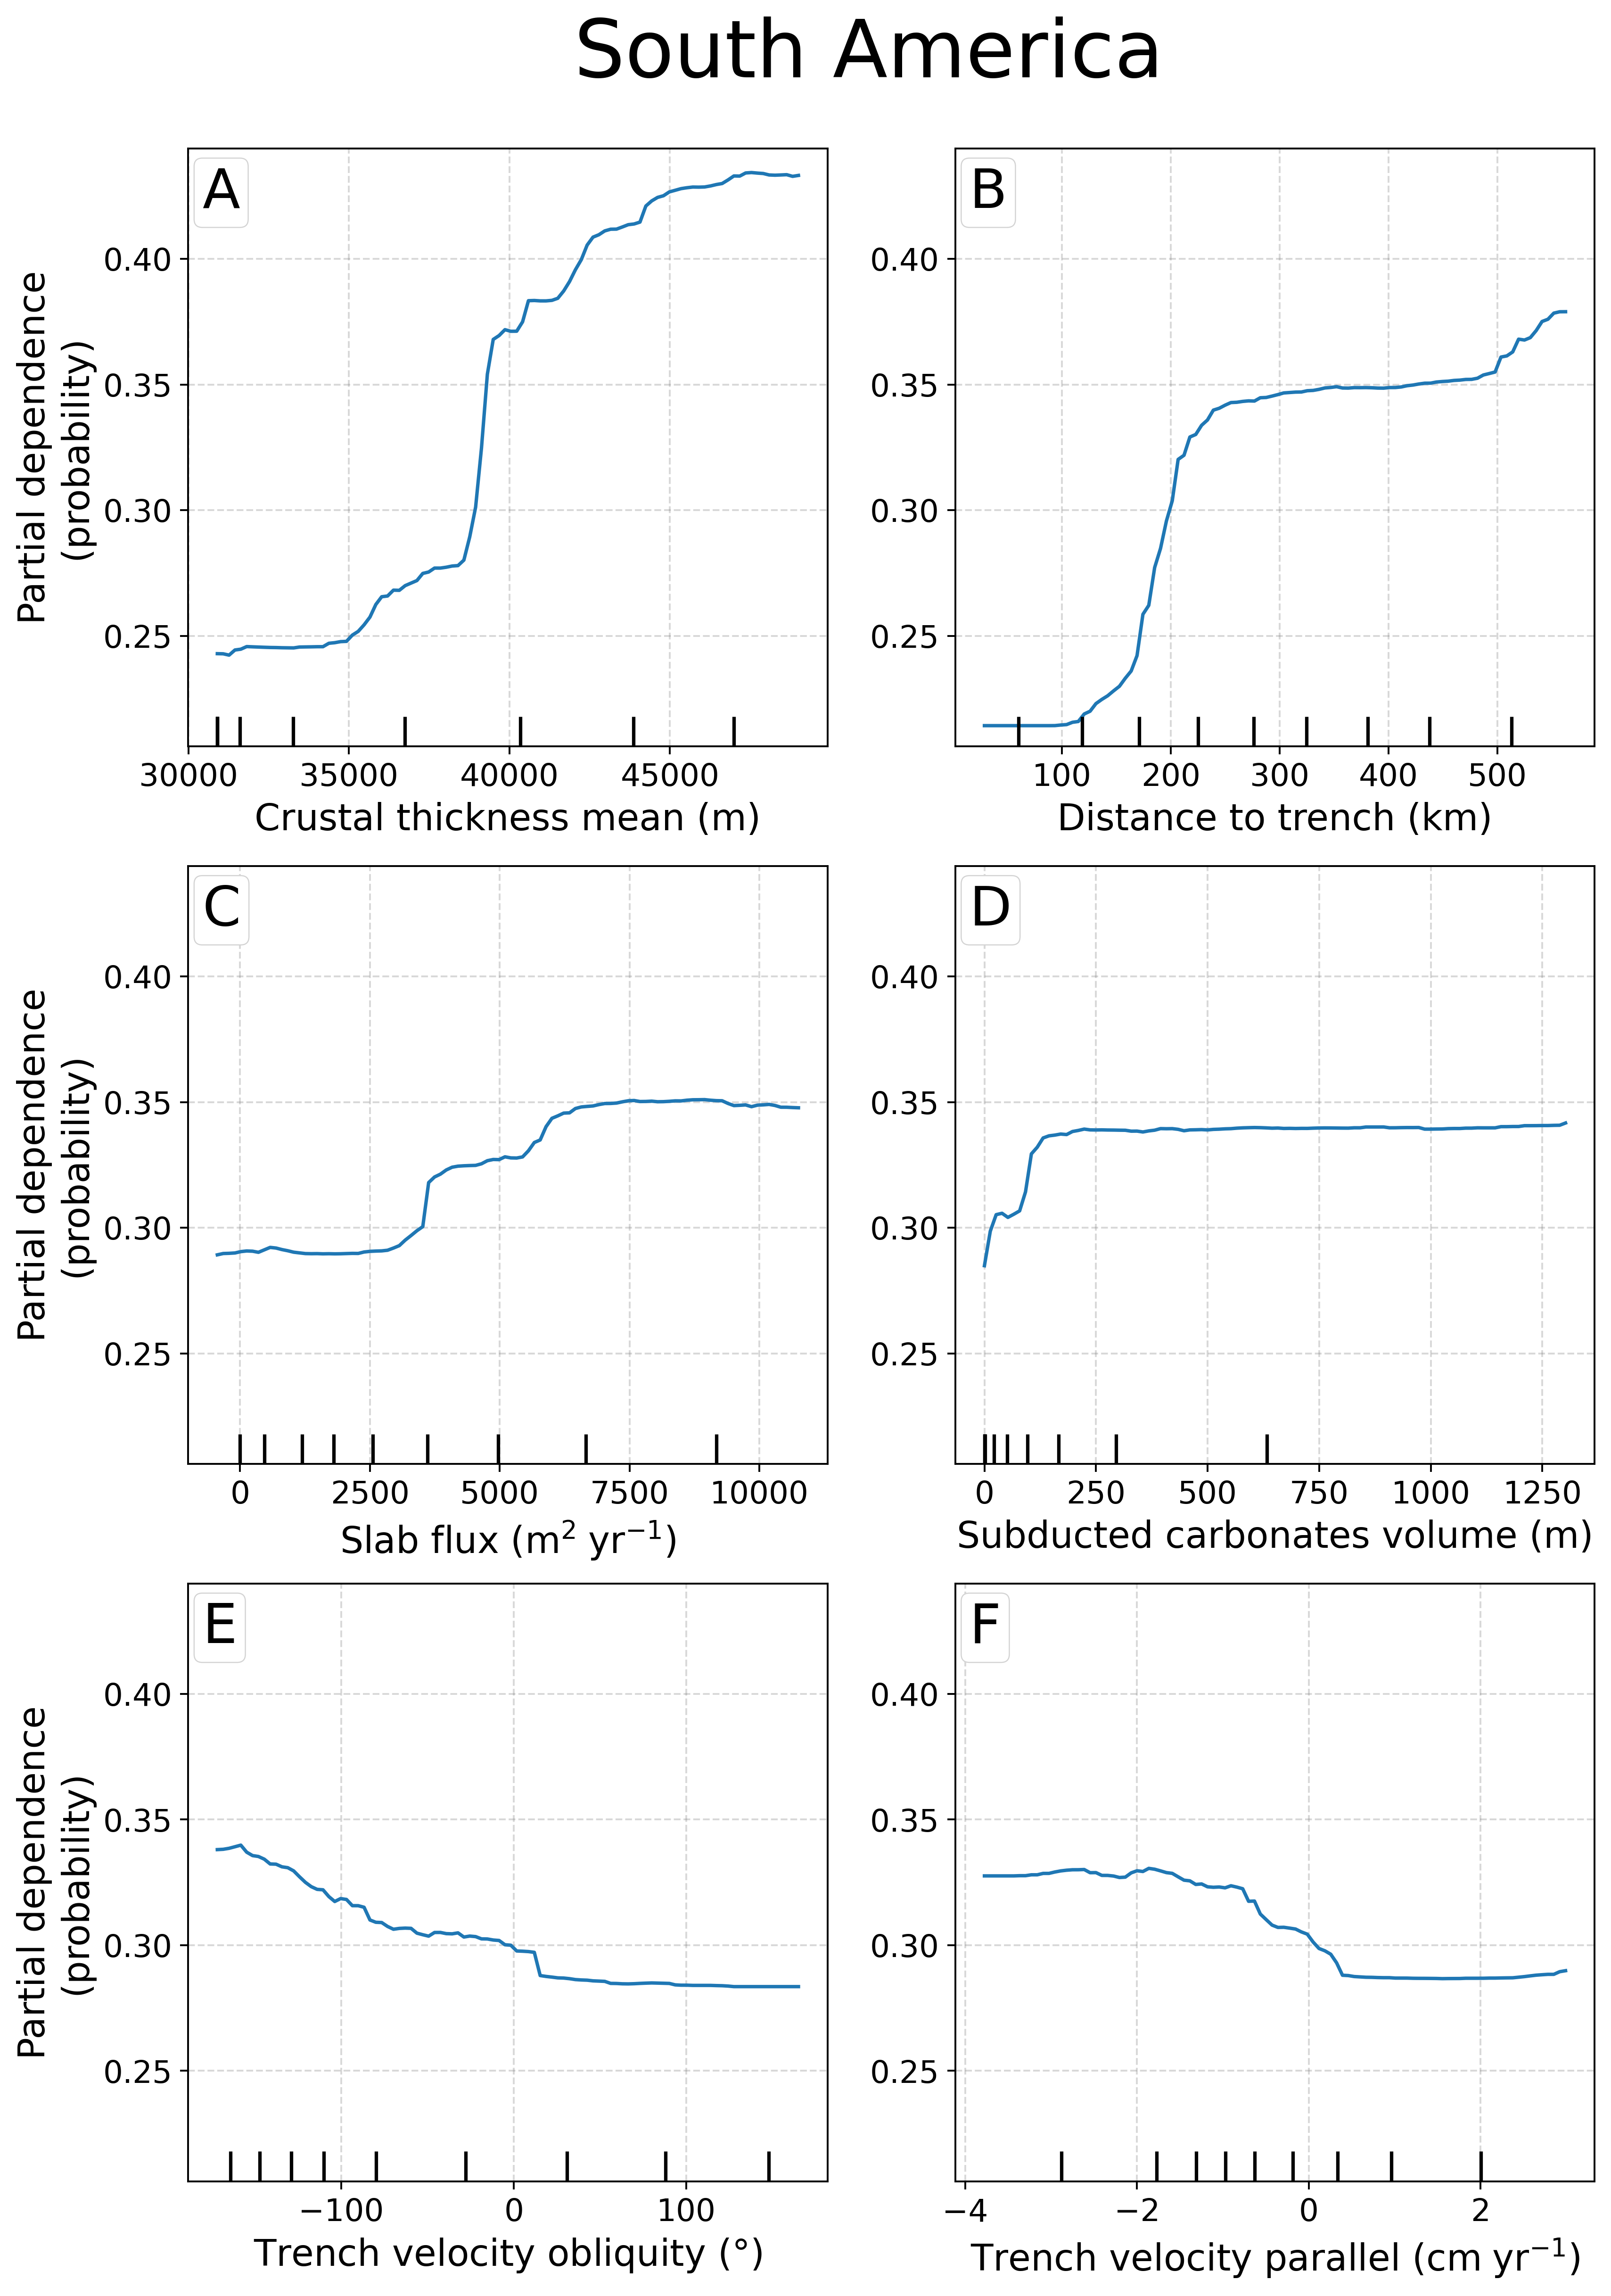 South America
A
B
Partial dependence
(probability)
0.40
0.35
0.30
0.25
0.40
0.35
0.30
0.25
30000 35000 40000 45000
100 200 300 400 500
Crustal thickness mean (m)
Distance to trench (km)
C
D
Partial dependence
(probability)
0.40
0.35
0.30
0.25
0.40
0.35
0.30
0.25
0 2500 5000 7500 10000
0 250 500 750 1000 1250
Slab flux (m² yr⁻¹)
Subducted carbonates volume (m)
E
F
Partial dependence
(probability)
0.40
0.35
0.30
0.25
0.40
0.35
0.30
0.25
−100 0 100
−4 −2 0 2
Trench velocity obliquity (°)
Trench velocity parallel (cm yr⁻¹)